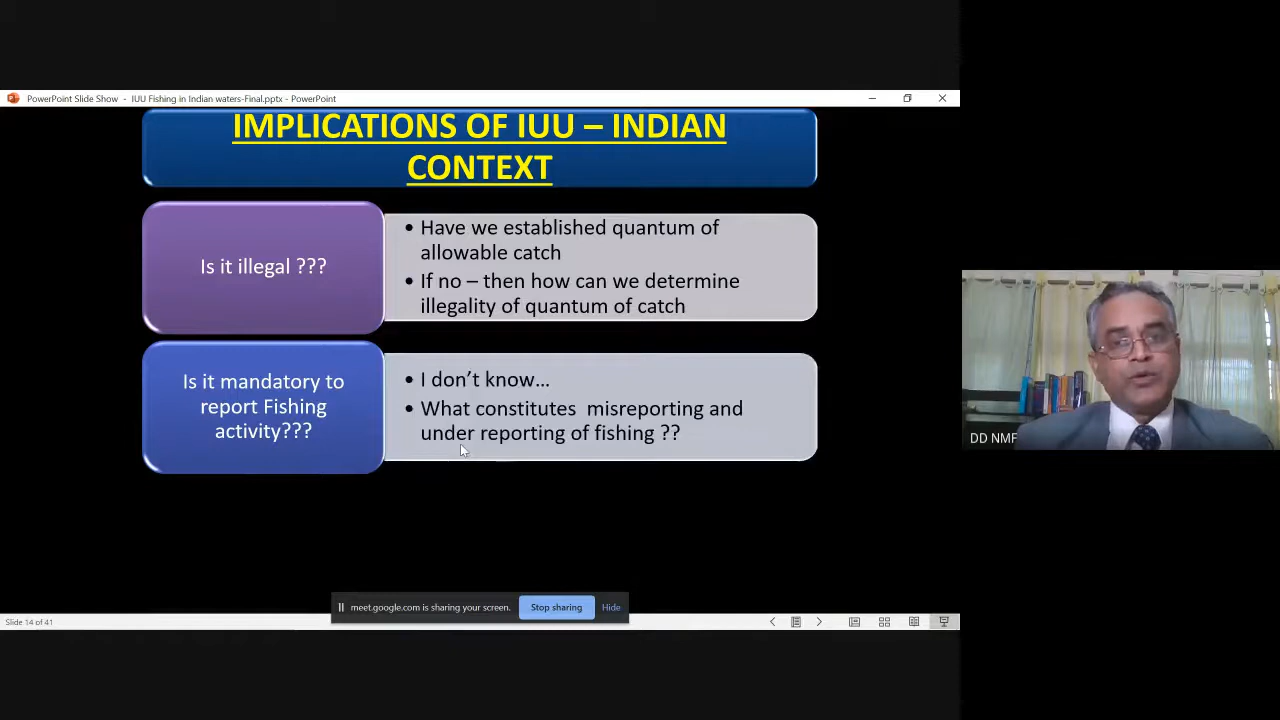 PowerPoint Slide Show - IUU Fishing in Indian waters-Final.pptx - PowerPoint
IMPLICATIONS OF IUU – INDIAN
CONTEXT
Is it illegal ???
• Have we established quantum of
allowable catch
• If no – then how can we determine
illegality of quantum of catch
Is it mandatory to
report Fishing
activity???
• I don’t know…
• What constitutes misreporting and
under reporting of fishing ??
DD NMF
meet.google.com is sharing your screen.
Stop sharing
Hide
Slide 14 of 41